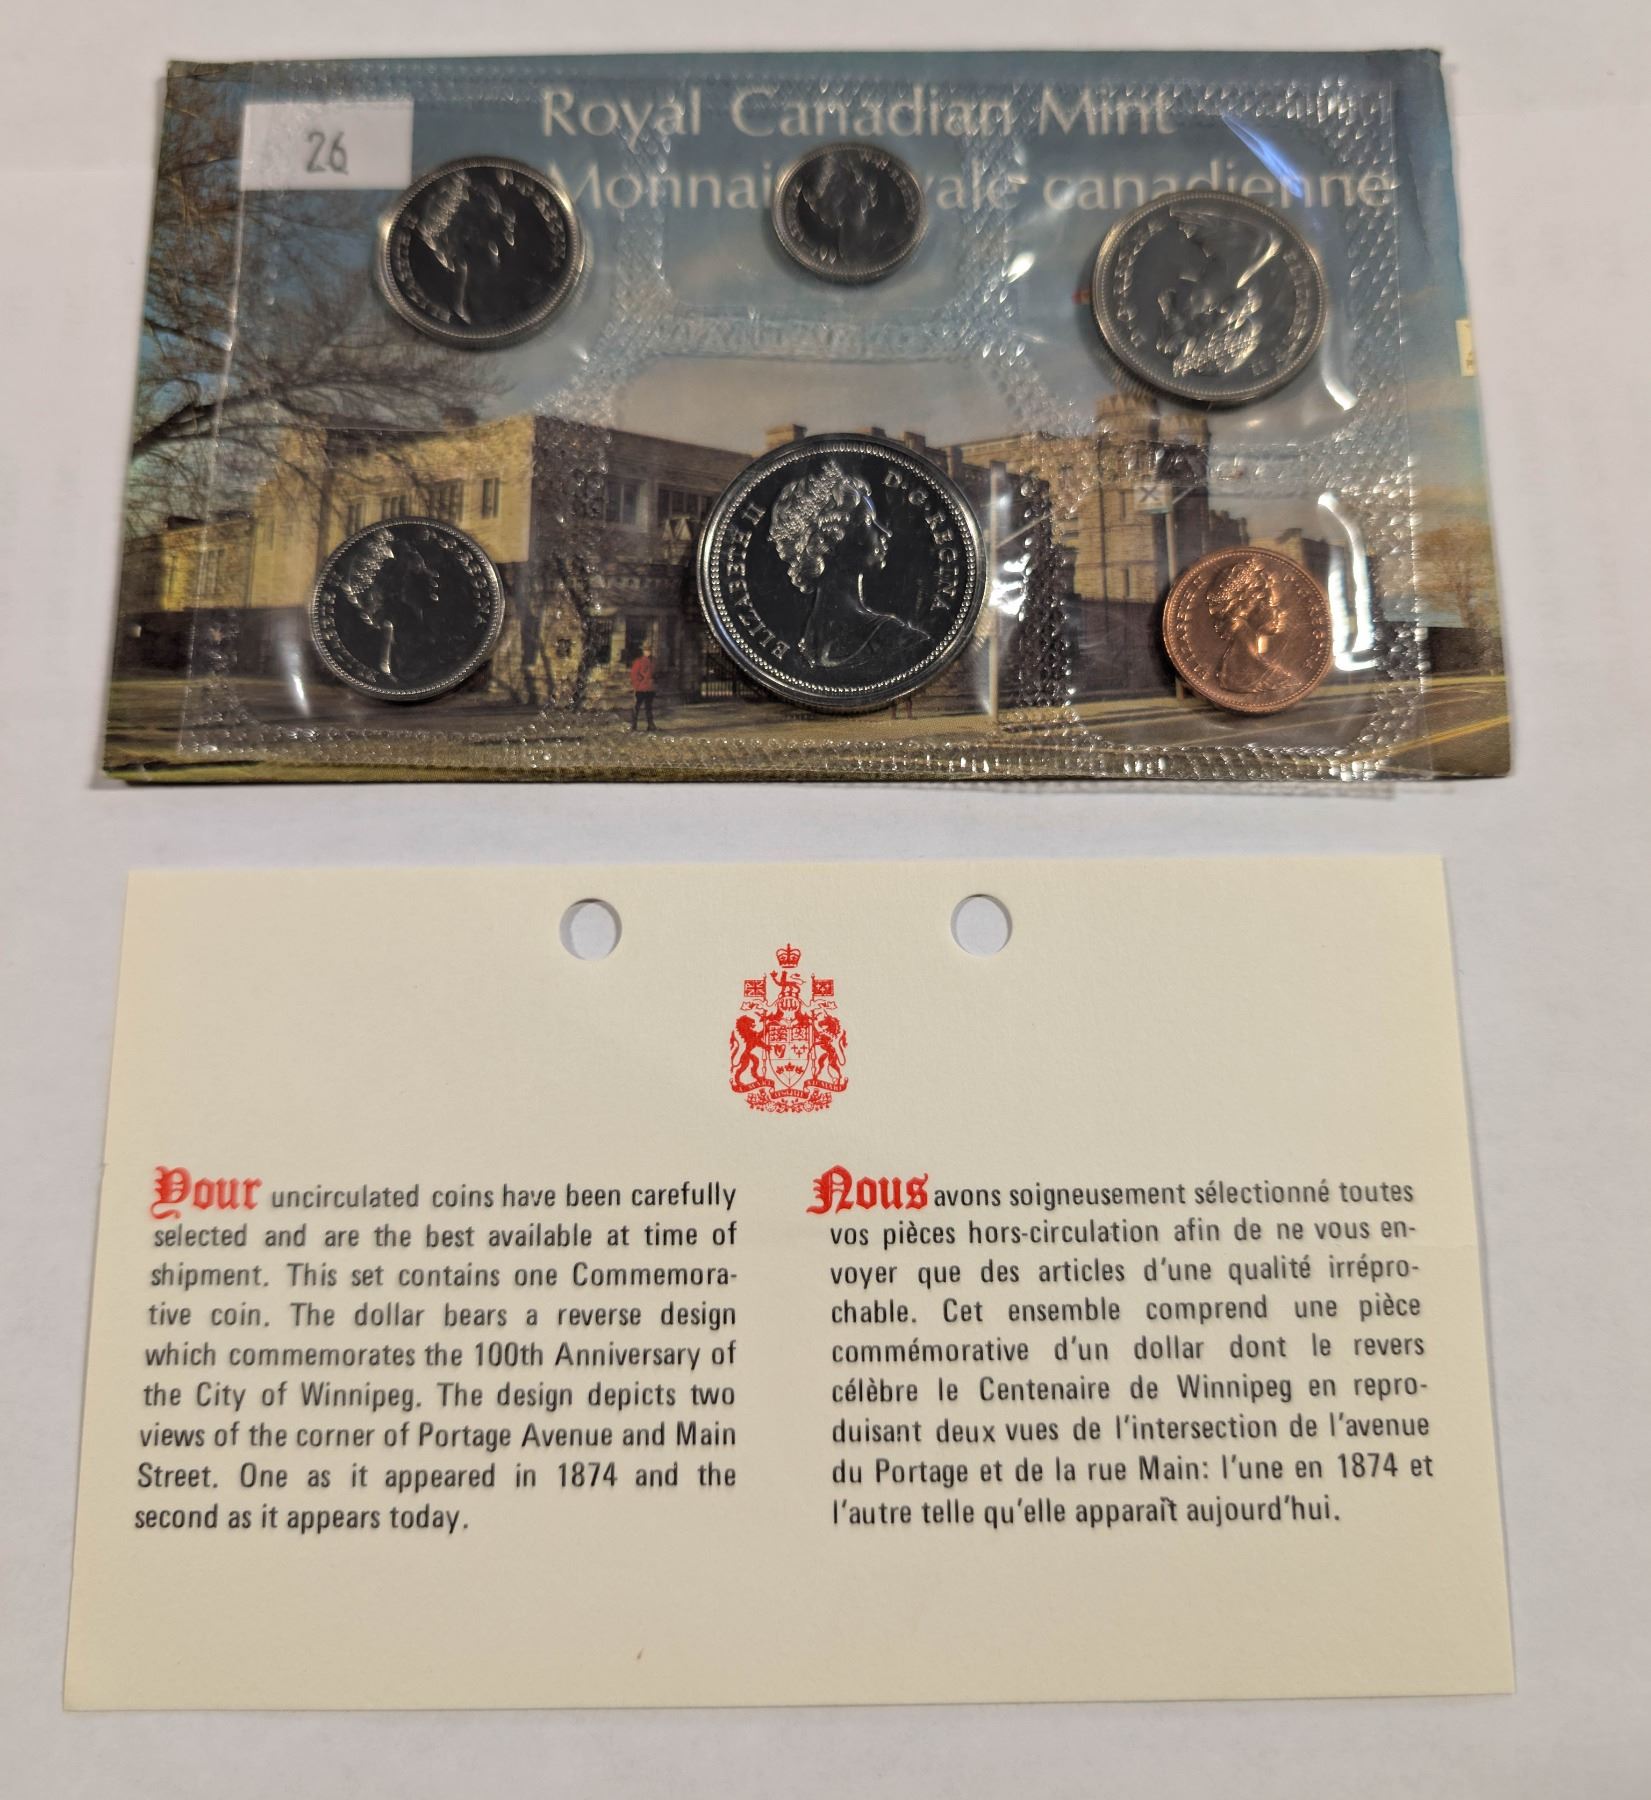 Royal Canadian Mint
canadienne
26
ELIZABETH II D·G·REGINA
Your uncirculated coins have been carefully
selected and are the best available at time of
shipment. This set contains one Commemora-
tive coin. The dollar bears a reverse design
which commemorates the 100th Anniversary of
the City of Winnipeg. The design depicts two
views of the corner of Portage Avenue and Main
Street. One as it appeared in 1874 and the
second as it appears today.
Nous avons soigneusement sélectionné toutes
vos pièces hors-circulation afin de ne vous en-
voyer que des articles d'une qualité irrépro-
chable. Cet ensemble comprend une pièce
commémorative d'un dollar dont le revers
célèbre le Centenaire de Winnipeg en repro-
duisant deux vues de l'intersection de l'avenue
du Portage et de la rue Main: l'une en 1874 et
l'autre telle qu'elle apparaît aujourd'hui.